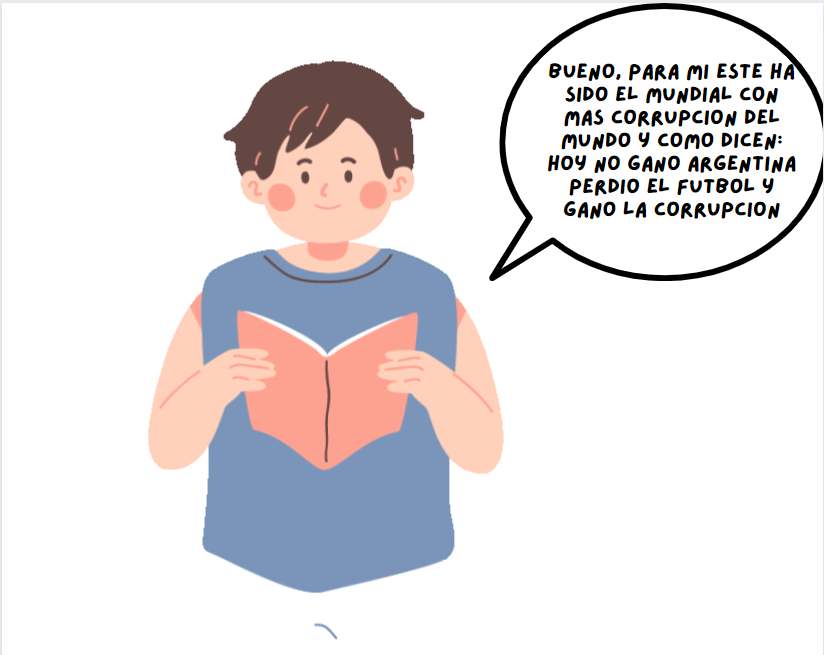 BUENO, PARA MI ESTE HA
SIDO EL MUNDIAL CON
MAS CORRUPCION DEL
MUNDO Y COMO DICEN:
HOY NO GANO ARGENTINA
PERDIO EL FUTBOL Y
GANO LA CORRUPCION